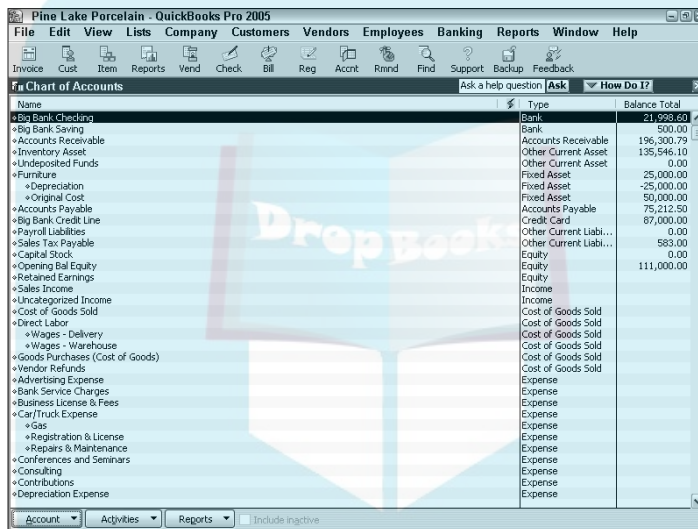 Pine Lake Porcelain - QuickBooks Pro 2005
File Edit View Lists Company Customers Vendors Employees Banking Reports Window Help
Invoice Cust Item Reports Vend Check Bill Reg Accnt Rmnd Find Support Backup Feedback
Chart of Accounts Ask a help question Ask How Do I?
Name Type Balance Total
Big Bank Checking Bank 21,998.60
Big Bank Saving Bank 500.00
Accounts Receivable Accounts Receivable 196,300.79
Inventory Asset Other Current Asset 135,546.10
Undeposited Funds Other Current Asset 0.00
Furniture Fixed Asset 25,000.00
Depreciation Fixed Asset -25,000.00
Original Cost Fixed Asset 50,000.00
Accounts Payable Accounts Payable 75,212.50
Big Bank Credit Line Credit Card 87,000.00
Payroll Liabilities Other Current Liabi... 0.00
Sales Tax Payable Other Current Liabi... 583.00
Capital Stock Equity 0.00
Opening Bal Equity Equity 111,000.00
Retained Earnings Equity
Sales Income Income
Uncategorized Income Income
Cost of Goods Sold Cost of Goods Sold
Direct Labor Cost of Goods Sold
Wages - Delivery Cost of Goods Sold
Wages - Warehouse Cost of Goods Sold
Goods Purchases (Cost of Goods) Cost of Goods Sold
Vendor Refunds Cost of Goods Sold
Advertising Expense Expense
Bank Service Charges Expense
Business License & Fees Expense
Car/Truck Expense Expense
Gas Expense
Registration & License Expense
Repairs & Maintenance Expense
Conferences and Seminars Expense
Consulting Expense
Contributions Expense
Depreciation Expense Expense
Account Activities Reports Include inactive
DropBooks